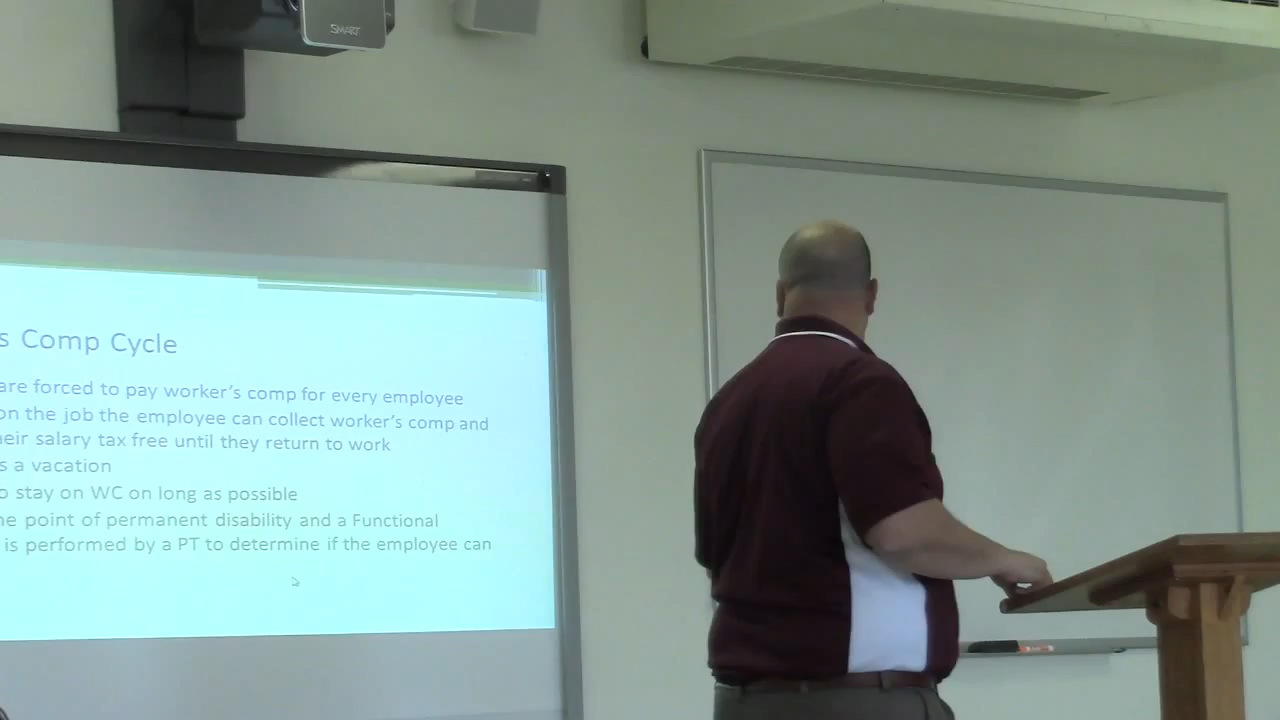 SMART
s Comp Cycle
are forced to pay worker's comp for every employee
on the job the employee can collect worker's comp and
heir salary tax free until they return to work
s a vacation
o stay on WC on long as possible
he point of permanent disability and a Functional
is performed by a PT to determine if the employee can